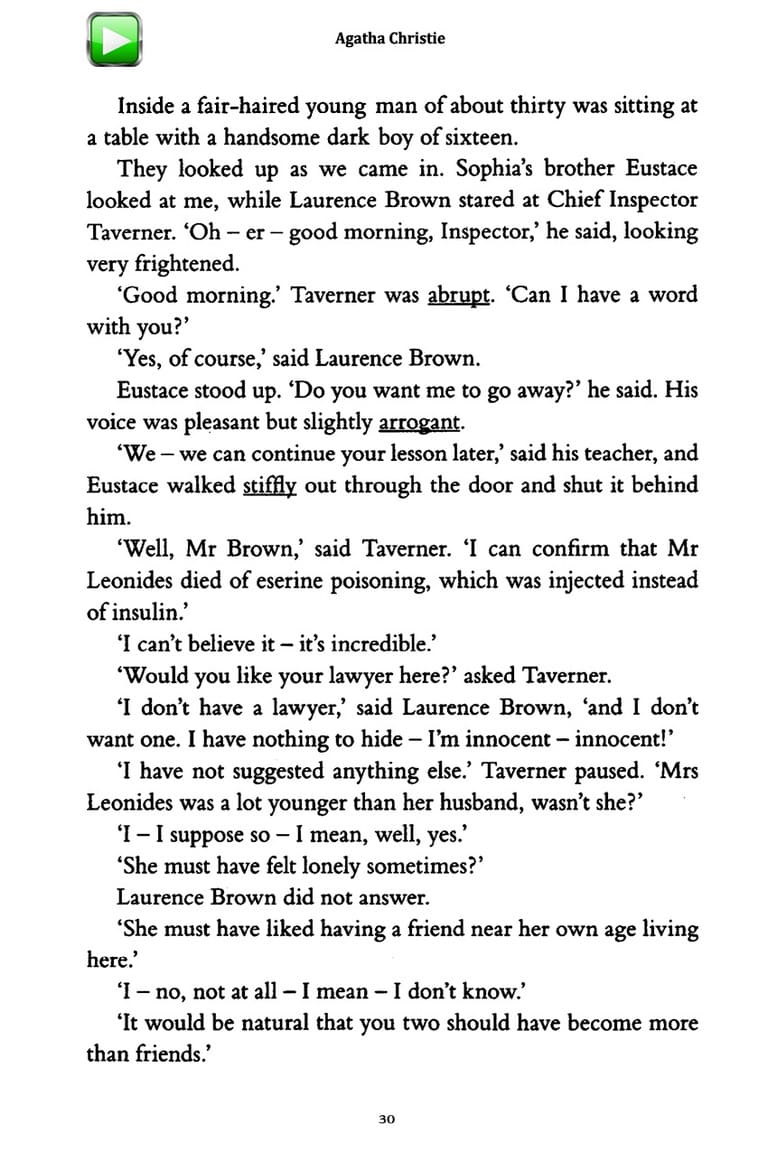 Agatha Christie
Inside a fair-haired young man of about thirty was sitting at
a table with a handsome dark boy of sixteen.
They looked up as we came in. Sophia’s brother Eustace
looked at me, while Laurence Brown stared at Chief Inspector
Taverner. ‘Oh – er – good morning, Inspector,’ he said, looking
very frightened.
‘Good morning.’ Taverner was abrupt. ‘Can I have a word
with you?’
‘Yes, of course,’ said Laurence Brown.
Eustace stood up. ‘Do you want me to go away?’ he said. His
voice was pleasant but slightly arrogant.
‘We – we can continue your lesson later,’ said his teacher, and
Eustace walked stiffly out through the door and shut it behind
him.
‘Well, Mr Brown,’ said Taverner. ‘I can confirm that Mr
Leonides died of eserine poisoning, which was injected instead
of insulin.’
‘I can’t believe it – it’s incredible.’
‘Would you like your lawyer here?’ asked Taverner.
‘I don’t have a lawyer,’ said Laurence Brown, ‘and I don’t
want one. I have nothing to hide – I’m innocent – innocent!’
‘I have not suggested anything else.’ Taverner paused. ‘Mrs
Leonides was a lot younger than her husband, wasn’t she?’
‘I – I suppose so – I mean, well, yes.’
‘She must have felt lonely sometimes?’
Laurence Brown did not answer.
‘She must have liked having a friend near her own age living
here.’
‘I – no, not at all – I mean – I don’t know.’
‘It would be natural that you two should have become more
than friends.’
30